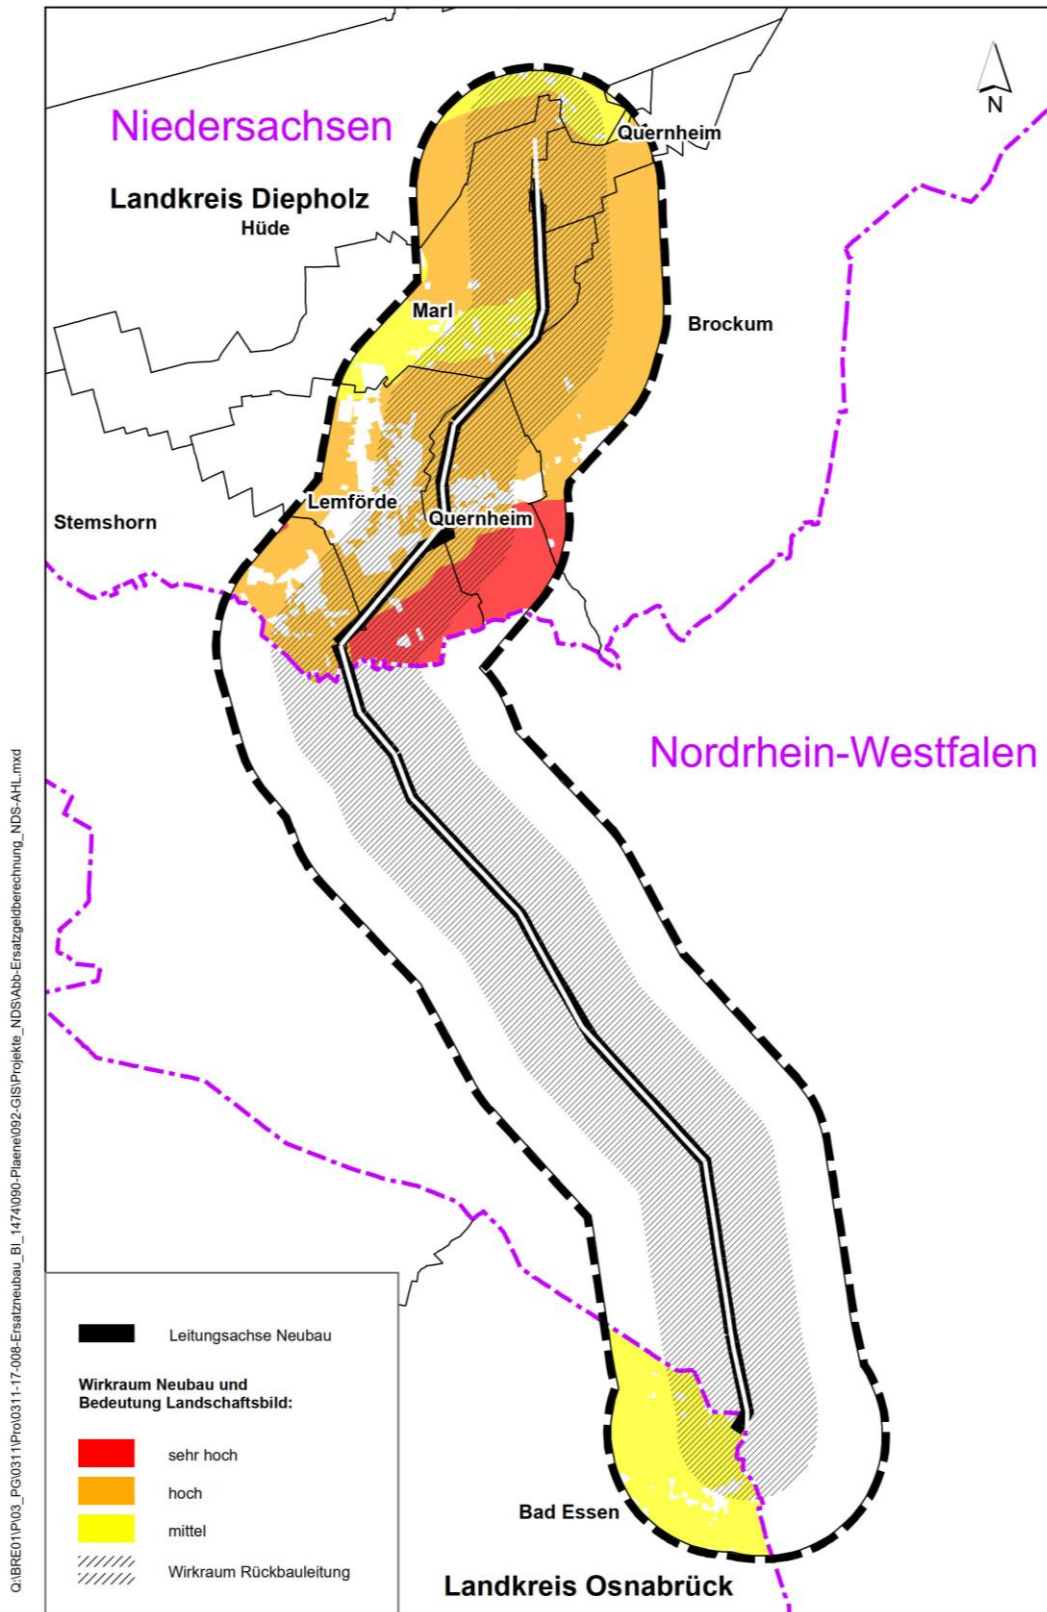 N
Niedersachsen
Quernheim
Landkreis Diepholz
Hüde
Marl
Brockum
Lemförde
Quernheim
Stemshorn
Nordrhein-Westfalen
Q:\BRE01\P\03_PG\0311\Pro\0311-17-008-Ersatzneubau_BI_1474\090-Plaene\092-GIS\Projekte_NDS\Abb-Ersatzgeldberechnung_NDS-AHL.mxd
Leitungsachse Neubau
Wirkraum Neubau und
Bedeutung Landschaftsbild:
sehr hoch
hoch
mittel
Wirkraum Rückbauleitung
Bad Essen
Landkreis Osnabrück